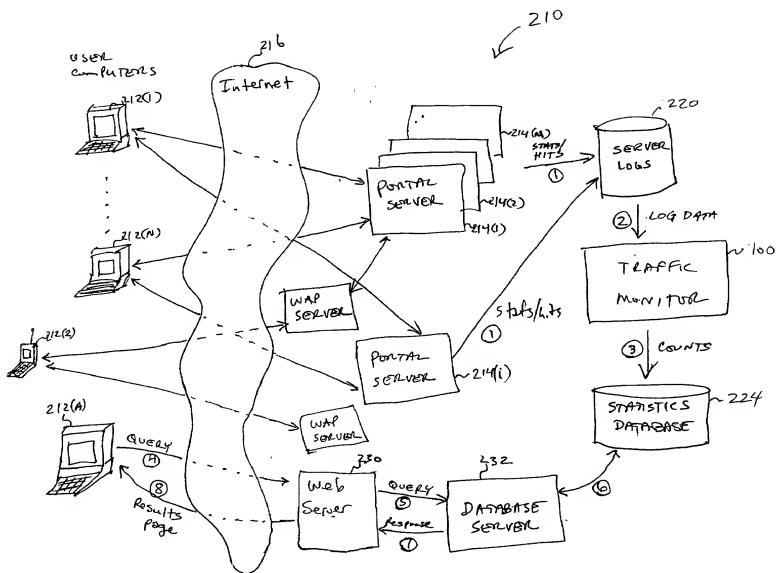 210
216
USER
COMPUTERS
Internet
212(1)
220
214(m)
STATS/
HITS
1
SERVER
LOGS
PORTAL
SERVER
214(2)
214(1)
2
LOG DATA
212(N)
100
TRAFFIC
MONITOR
WAP
SERVER
stats/hits
1
212(2)
PORTAL
SERVER
214(i)
3
COUNTS
224
STATISTICS
DATABASE
212(A)
WAP
SERVER
QUERY
4
230
232
Web
Server
QUERY
5
DATABASE
SERVER
6
8
Results
Page
Response
7